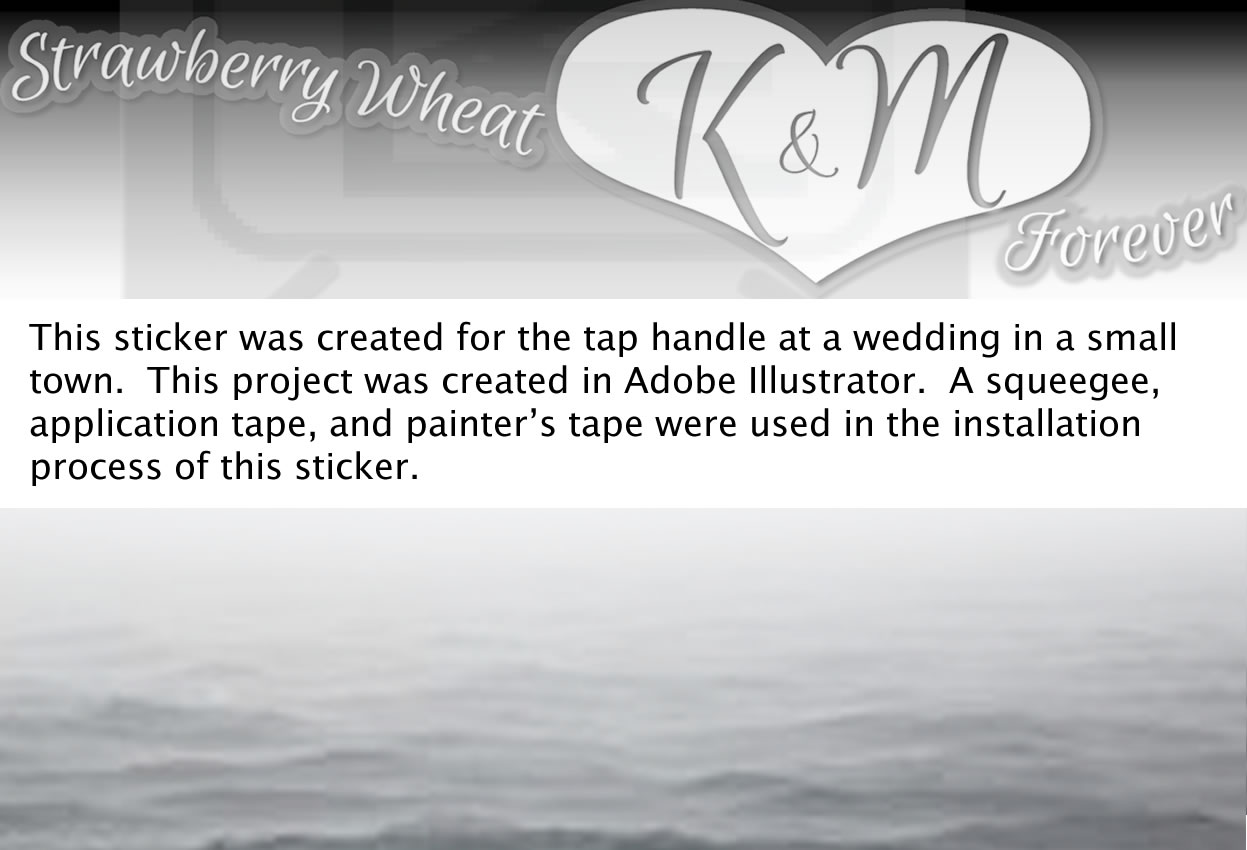 Strawberry Wheat
K & M
Forever
This sticker was created for the tap handle at a wedding in a small
town.  This project was created in Adobe Illustrator.  A squeegee,
application tape, and painter’s tape were used in the installation
process of this sticker.